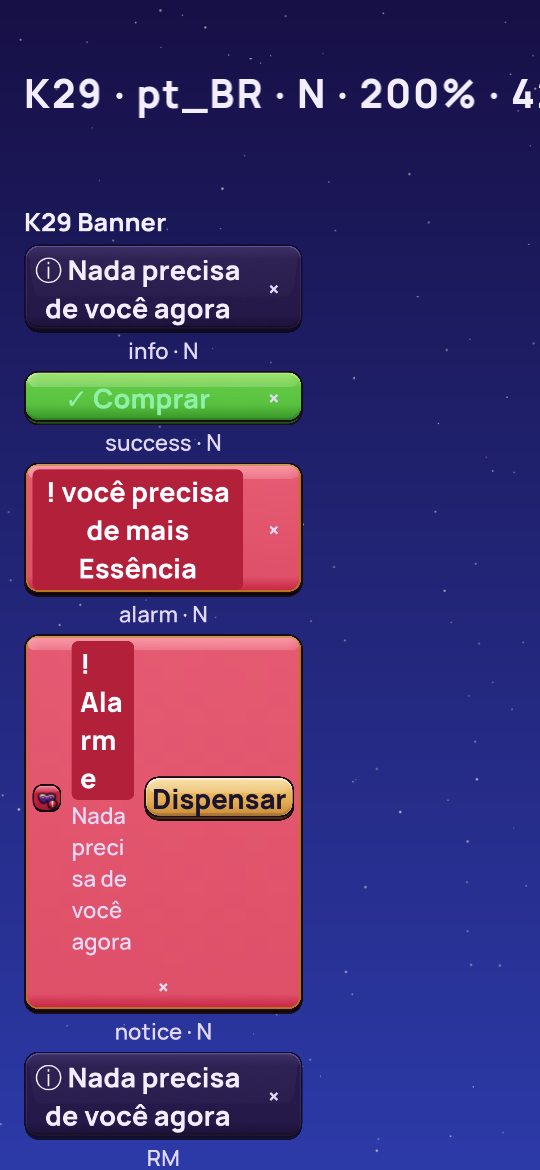 K29 · pt_BR · N · 200% · 4
K29 Banner
ⓘ Nada precisa
de você agora
×
info · N
✓ Comprar
×
success · N
! você precisa
de mais
Essência
×
alarm · N
!
Ala
rm
e
Nada
preci
sa de
você
agora
Dispensar
×
notice · N
ⓘ Nada precisa
de você agora
×
RM